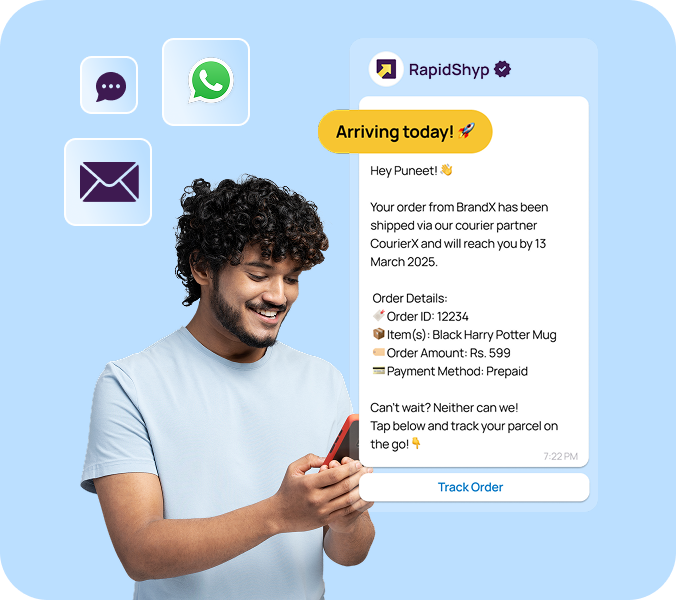 RapidShyp
Arriving today! 🚀
Hey Puneet! 👋
Your order from BrandX has been
shipped via our courier partner
CourierX and will reach you by 13
March 2025.
Order Details:
Order ID: 12234
📦Item(s): Black Harry Potter Mug
🏷️Order Amount: Rs. 599
💳Payment Method: Prepaid
Can't wait? Neither can we!
Tap below and track your parcel on
the go!👇
7:22 PM
Track Order